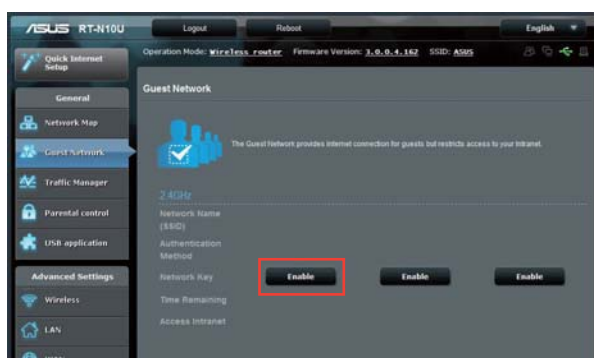 ASUS RT-N10U
Logout Reboot English
Quick Internet Setup
Operation Mode: Wireless router Firmware Version: 3.0.0.4.162 SSID: ASUS
General
Guest Network
Network Map
Guest Network
The Guest Network provides Internet connection for guests but restricts access to your Intranet.
Traffic Manager
2.4GHz
Parental control
Network Name (SSID)
USB application
Authentication Method
Advanced Settings
Network Key Enable Enable Enable
Wireless
Time Remaining
LAN
Access Intranet